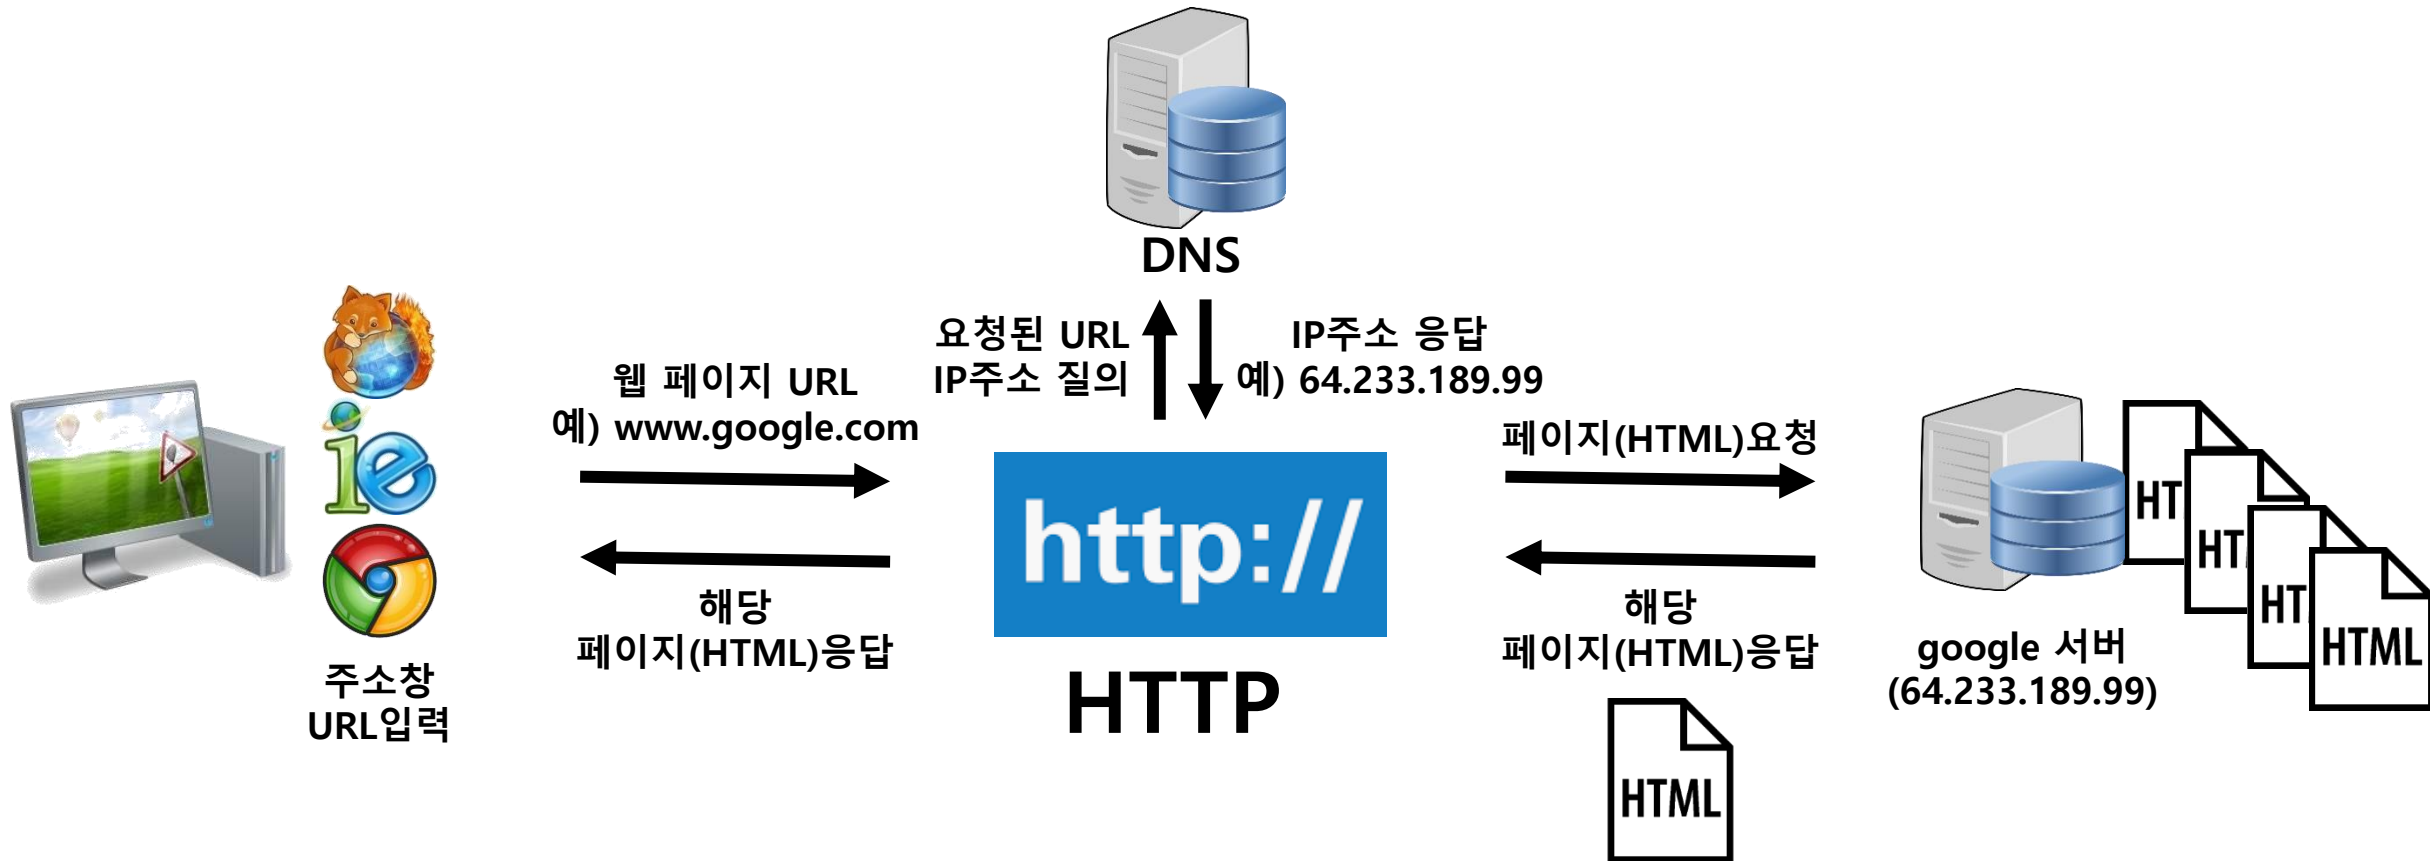 DNS
요청된 URL
IP주소 질의
IP주소 응답
예) 64.233.189.99
웹 페이지 URL
예) www.google.com
페이지(HTML)요청
http://
HTTP
해당
페이지(HTML)응답
해당
페이지(HTML)응답
ie
주소창
URL입력
google 서버
(64.233.189.99)
HT
HT
HT
HTML
HTML